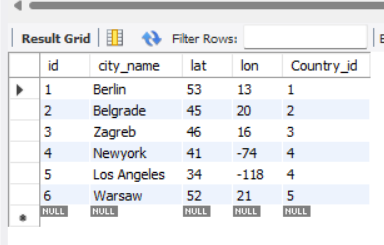 Result Grid Filter Rows: E
id city_name lat lon Country_id
1 Berlin 53 13 1
2 Belgrade 45 20 2
3 Zagreb 46 16 3
4 Newyork 41 -74 4
5 Los Angeles 34 -118 4
6 Warsaw 52 21 5
NULL NULL NULL NULL NULL